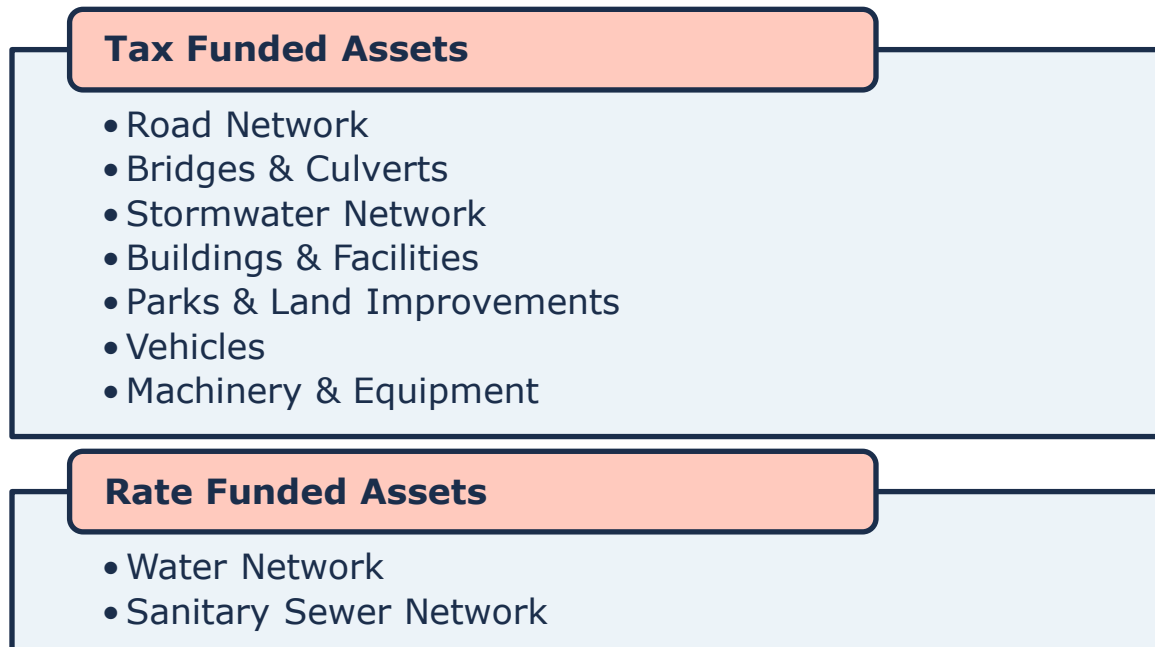 Tax Funded Assets
• Road Network
• Bridges & Culverts
• Stormwater Network
• Buildings & Facilities
• Parks & Land Improvements
• Vehicles
• Machinery & Equipment
Rate Funded Assets
• Water Network
• Sanitary Sewer Network